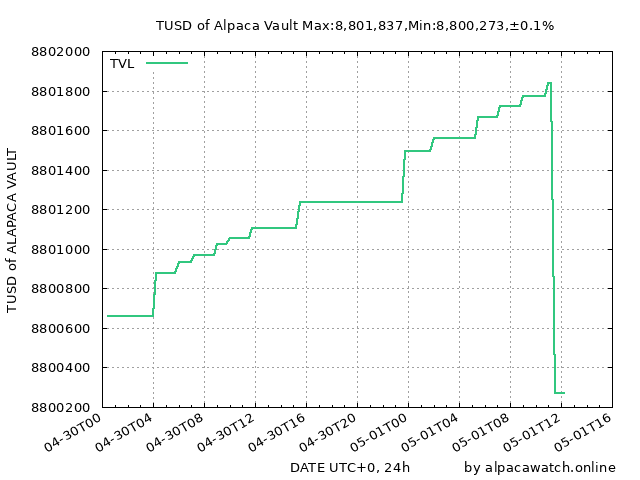 TUSD of Alpaca Vault Max:8,801,837,Min:8,800,273,±0.1%
TVL
TUSD of ALAPACA VAULT
8802000
8801800
8801600
8801400
8801200
8801000
8800800
8800600
8800400
8800200
04-30T00
04-30T04
04-30T08
04-30T12
04-30T16
04-30T20
05-01T00
05-01T04
05-01T08
05-01T12
05-01T16
DATE UTC+0, 24h
by alpacawatch.online